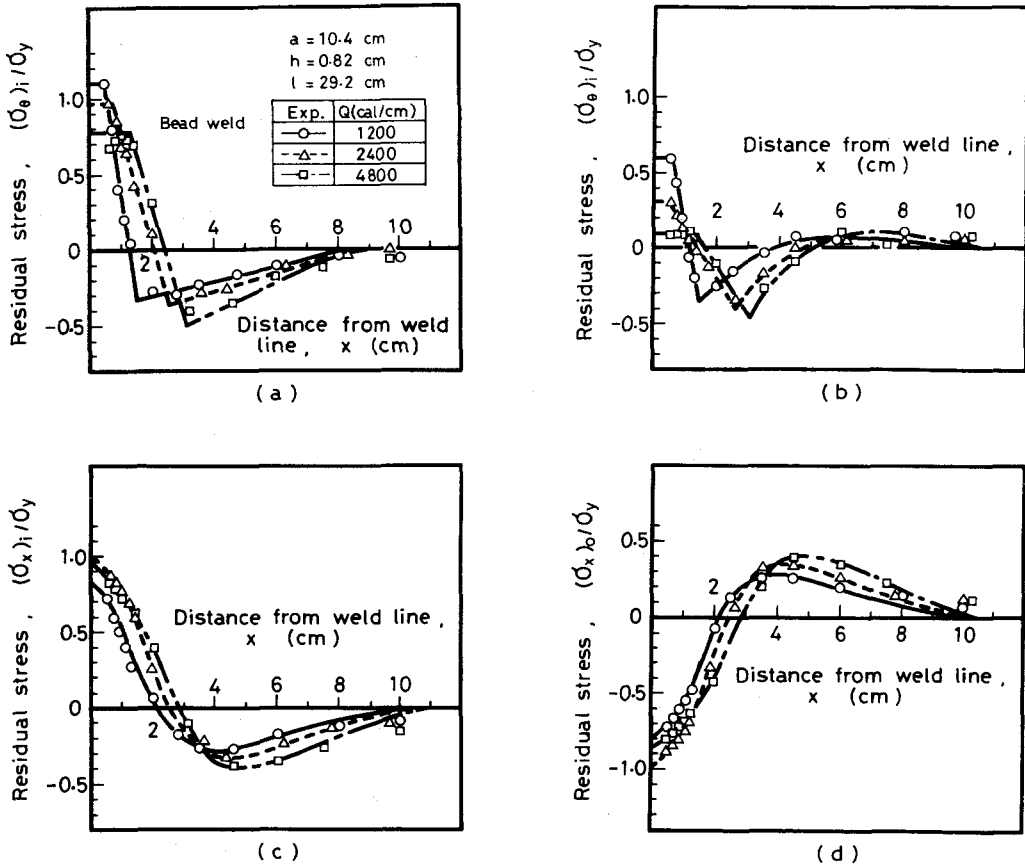 Residual stress , (σθ)i/σy
1.0
0.5
0
-0.5
a = 10.4 cm
h = 0.82 cm
l = 29.2 cm
Bead weld
Exp. Q(cal/cm)
1200
2400
4800
2 4 6 8 10
Distance from weld
line , x (cm)
(a)
Residual stress , (σθ)i/σy
1.0
0.5
0
-0.5
Distance from weld line ,
x (cm)
2 4 6 8 10
(b)
Residual stress , (σx)i/σy
1.0
0.5
0
-0.5
Distance from weld line ,
x (cm)
2 4 6 8 10
(c)
Residual stress , (σx)o/σy
0.5
0
-0.5
-1.0
2 4 6 8 10
Distance from weld line ,
x (cm)
(d)